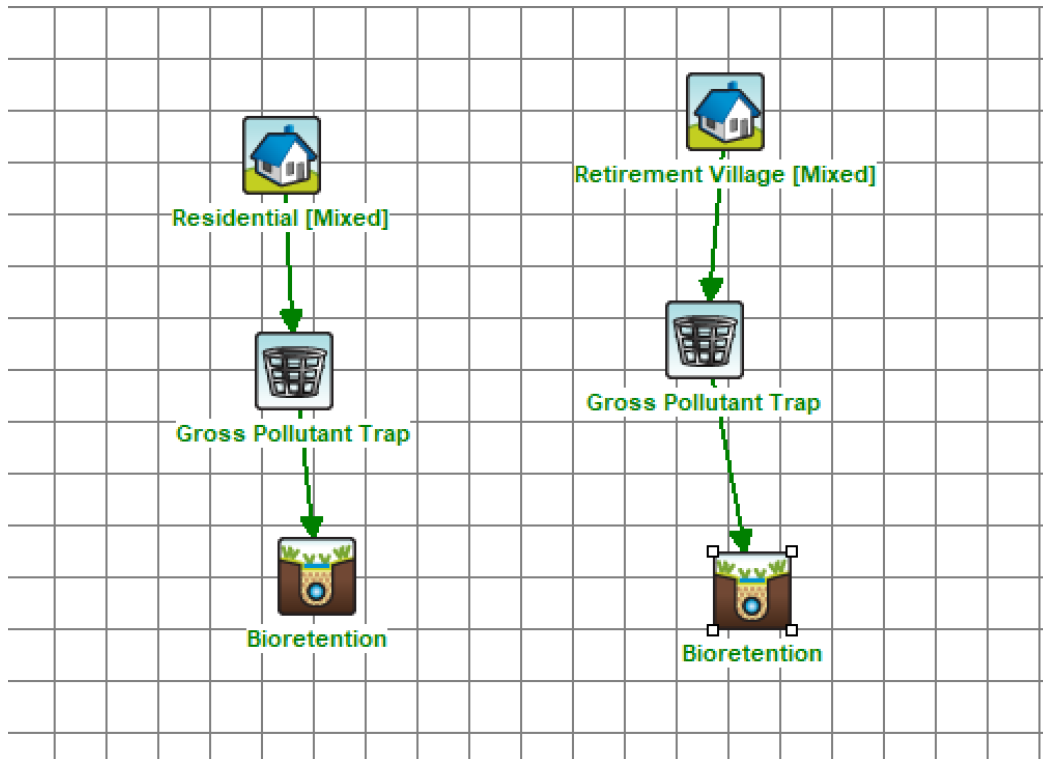 Residential [Mixed]
Gross Pollutant Trap
Bioretention
Retirement Village [Mixed]
Gross Pollutant Trap
Bioretention